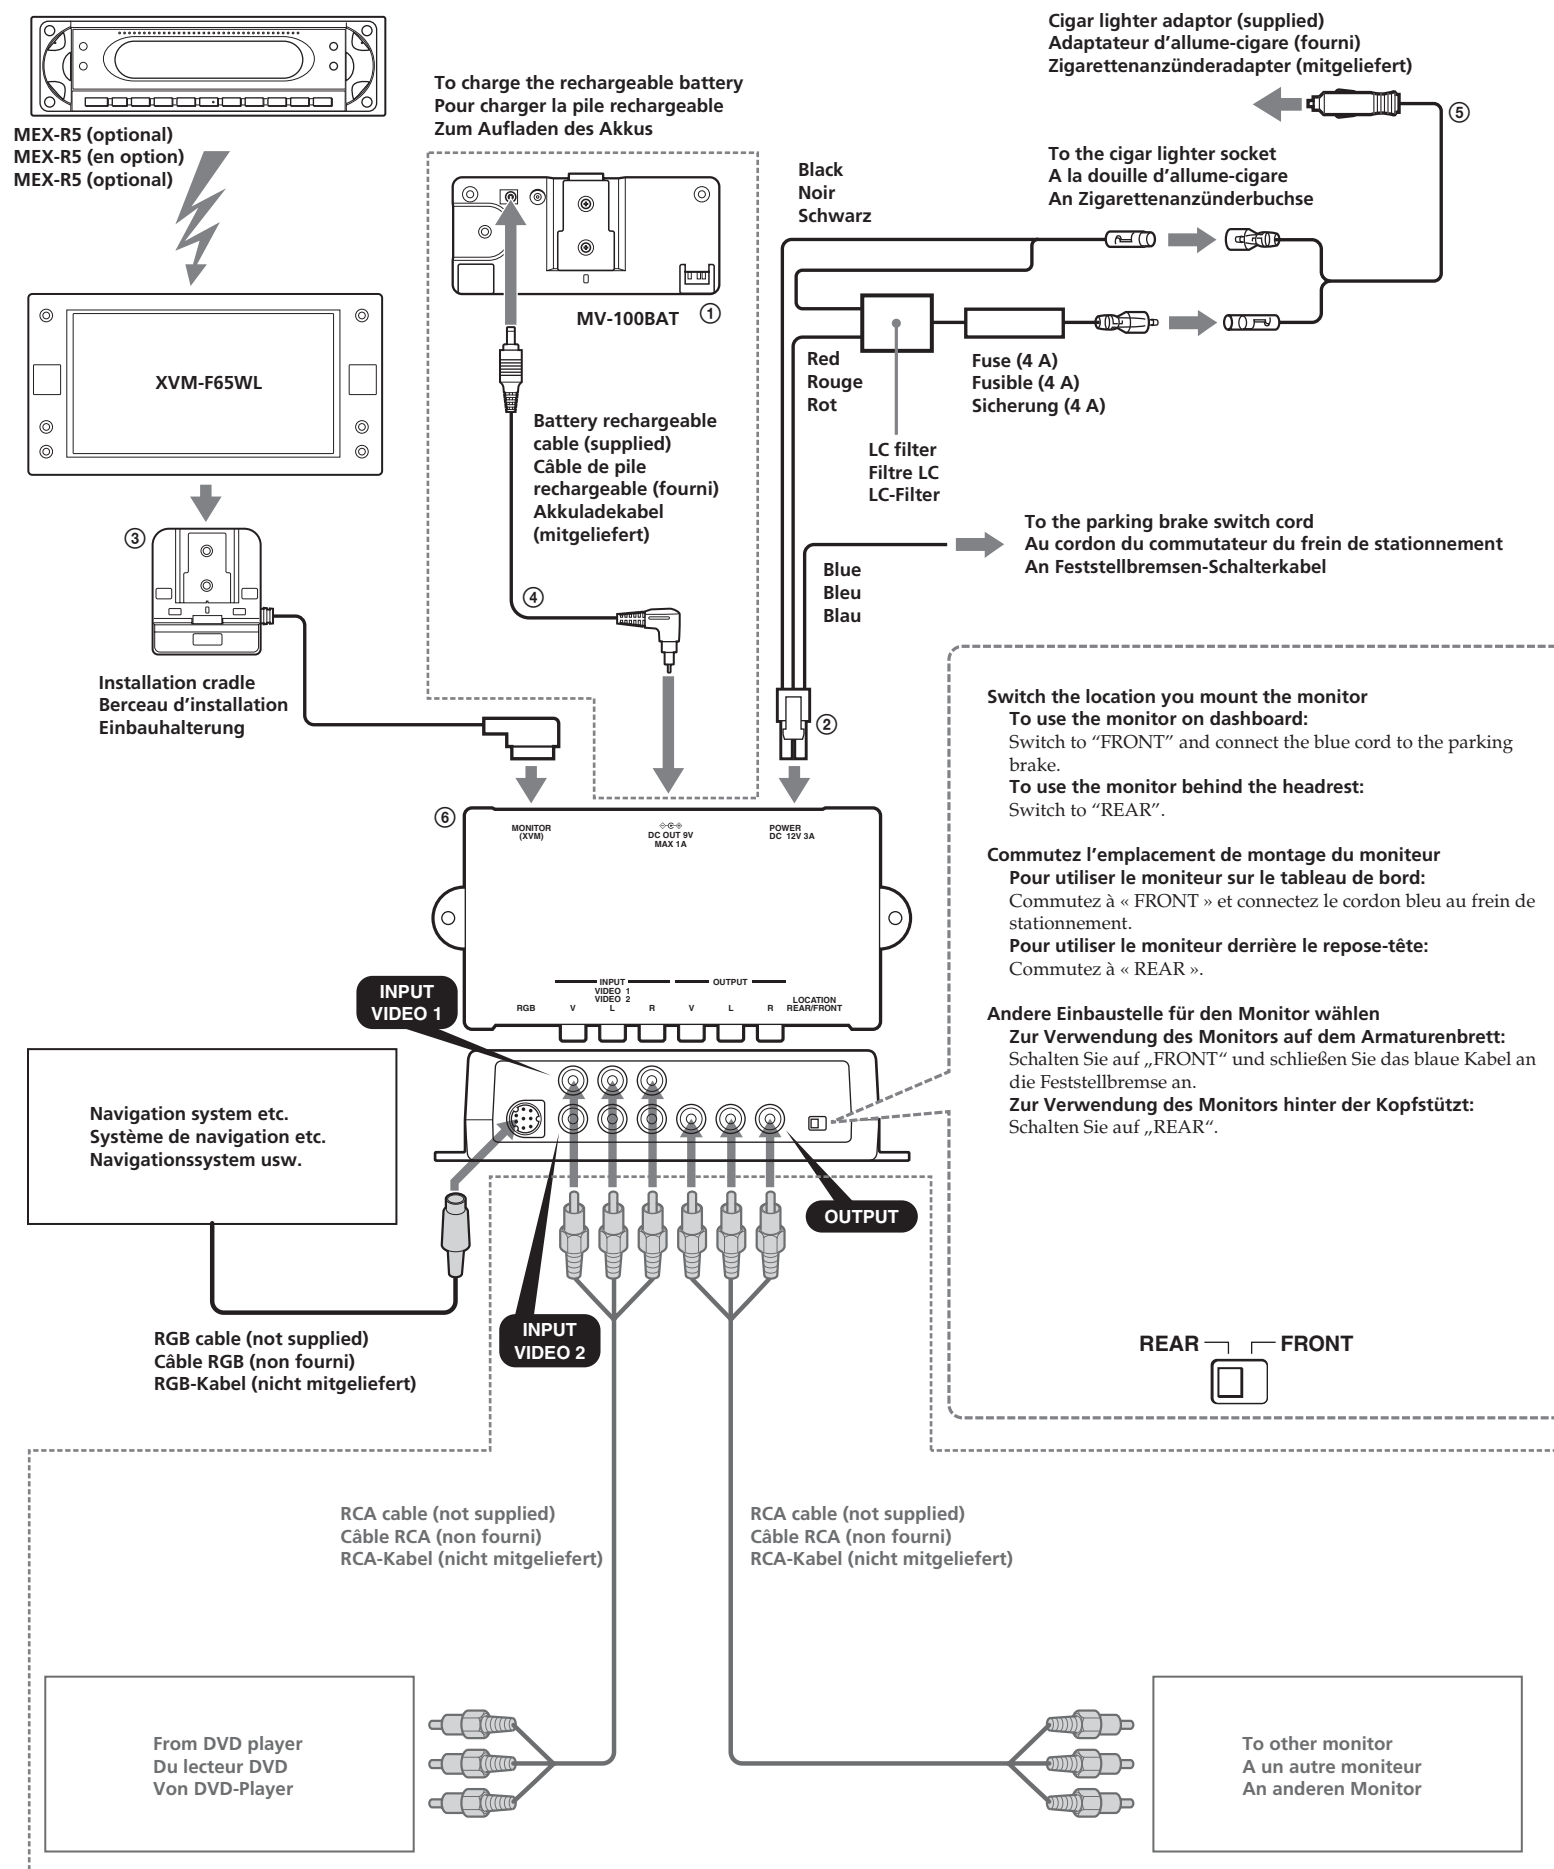 MEX-R5 (optional)
MEX-R5 (en option)
MEX-R5 (optional)
XVM-F65WL
③
Installation cradle
Berceau d’installation
Einbauhalterung
To charge the rechargeable battery
Pour charger la pile rechargeable
Zum Aufladen des Akkus
MV-100BAT ①
Battery rechargeable
cable (supplied)
Câble de pile
rechargeable (fourni)
Akkuladekabel
(mitgeliefert)
④
Cigar lighter adaptor (supplied)
Adaptateur d’allume-cigare (fourni)
Zigarettenanzünderadapter (mitgeliefert)
⑤
To the cigar lighter socket
A la douille d’allume-cigare
An Zigarettenanzünderbuchse
Black
Noir
Schwarz
Red
Rouge
Rot
Fuse (4 A)
Fusible (4 A)
Sicherung (4 A)
LC filter
Filtre LC
LC-Filter
To the parking brake switch cord
Au cordon du commutateur du frein de stationnement
An Feststellbremsen-Schalterkabel
Blue
Bleu
Blau
②
⑥
MONITOR
(XVM)
DC OUT 9V
MAX 1A
POWER
DC 12V 3A
INPUT
VIDEO 1
VIDEO 2
OUTPUT
RGB V L R V L R
LOCATION
REAR/FRONT
INPUT
VIDEO 1
Navigation system etc.
Système de navigation etc.
Navigationssystem usw.
OUTPUT
INPUT
VIDEO 2
RGB cable (not supplied)
Câble RGB (non fourni)
RGB-Kabel (nicht mitgeliefert)
Switch the location you mount the monitor
To use the monitor on dashboard:
Switch to “FRONT” and connect the blue cord to the parking
brake.
To use the monitor behind the headrest:
Switch to “REAR”.
Commutez l’emplacement de montage du moniteur
Pour utiliser le moniteur sur le tableau de bord:
Commutez à « FRONT » et connectez le cordon bleu au frein de
stationnement.
Pour utiliser le moniteur derrière le repose-tête:
Commutez à « REAR ».
Andere Einbaustelle für den Monitor wählen
Zur Verwendung des Monitors auf dem Armaturenbrett:
Schalten Sie auf „FRONT“ und schließen Sie das blaue Kabel an
die Feststellbremse an.
Zur Verwendung des Monitors hinter der Kopfstützt:
Schalten Sie auf „REAR“.
REAR FRONT
RCA cable (not supplied)
Câble RCA (non fourni)
RCA-Kabel (nicht mitgeliefert)
RCA cable (not supplied)
Câble RCA (non fourni)
RCA-Kabel (nicht mitgeliefert)
From DVD player
Du lecteur DVD
Von DVD-Player
To other monitor
A un autre moniteur
An anderen Monitor